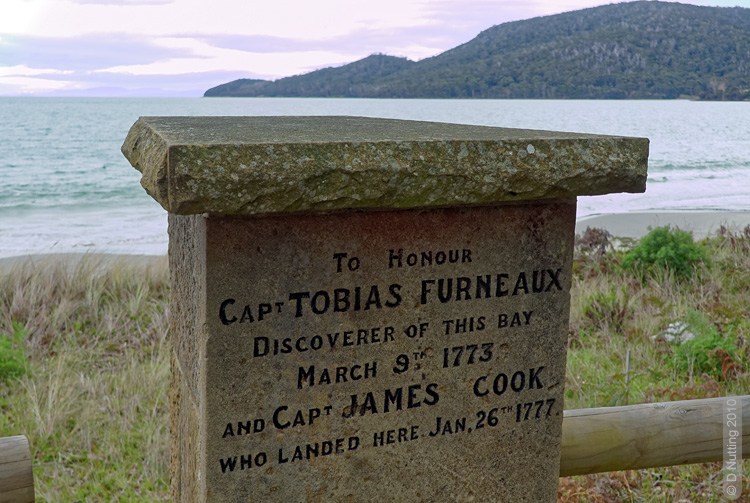 To Honour
Capt TOBIAS FURNEAUX
Discoverer of this bay
March 9th 1773
and Capt JAMES COOK
who landed here. Jan, 26TH 1777.
© D Nutting 2010